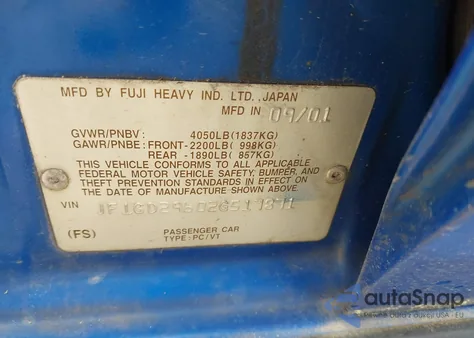 MFD BY FUJI HEAVY IND. LTD. ,JAPAN
MFD IN 09/01
GVWR/PNBV : 4050LB(1837KG)
GAWR/PNBE : FRONT-2200LB( 998KG)
REAR -1890LB( 857KG)
THIS VEHICLE CONFORMS TO ALL APPLICABLE
FEDERAL MOTOR VEHICLE SAFETY, BUMPER, AND
THEFT PREVENTION STANDARDS IN EFFECT ON
THE DATE OF MANUFACTURE SHOWN ABOVE.
VIN
(FS)
PASSENGER CAR
TYPE:PC/VT
autoSnap